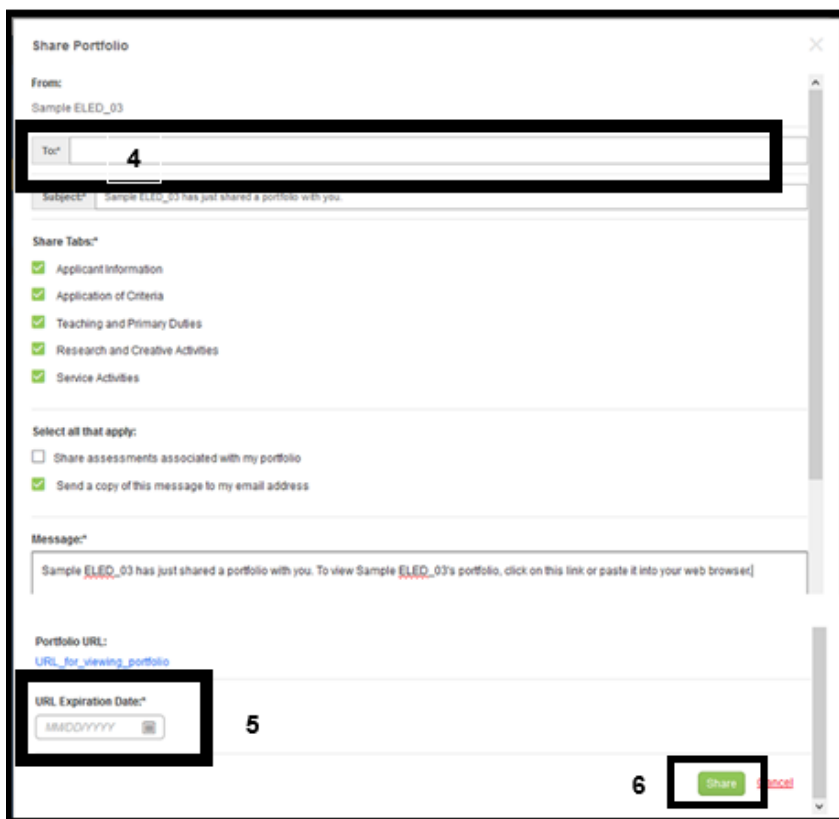 Share Portfolio
From:
Sample ELED_03
To:*
4
Subject:* Sample ELED_03 has just shared a portfolio with you.
Share Tabs:*
Applicant Information
Application of Criteria
Teaching and Primary Duties
Research and Creative Activities
Service Activities
Select all that apply:
Share assessments associated with my portfolio
Send a copy of this message to my email address
Message:*
Sample ELED_03 has just shared a portfolio with you. To view Sample ELED_03's portfolio, click on this link or paste it into your web browser.
Portfolio URL:
URL_for_viewing_portfolio
URL Expiration Date:*
MM/DD/YYYY
5
6 Share Cancel